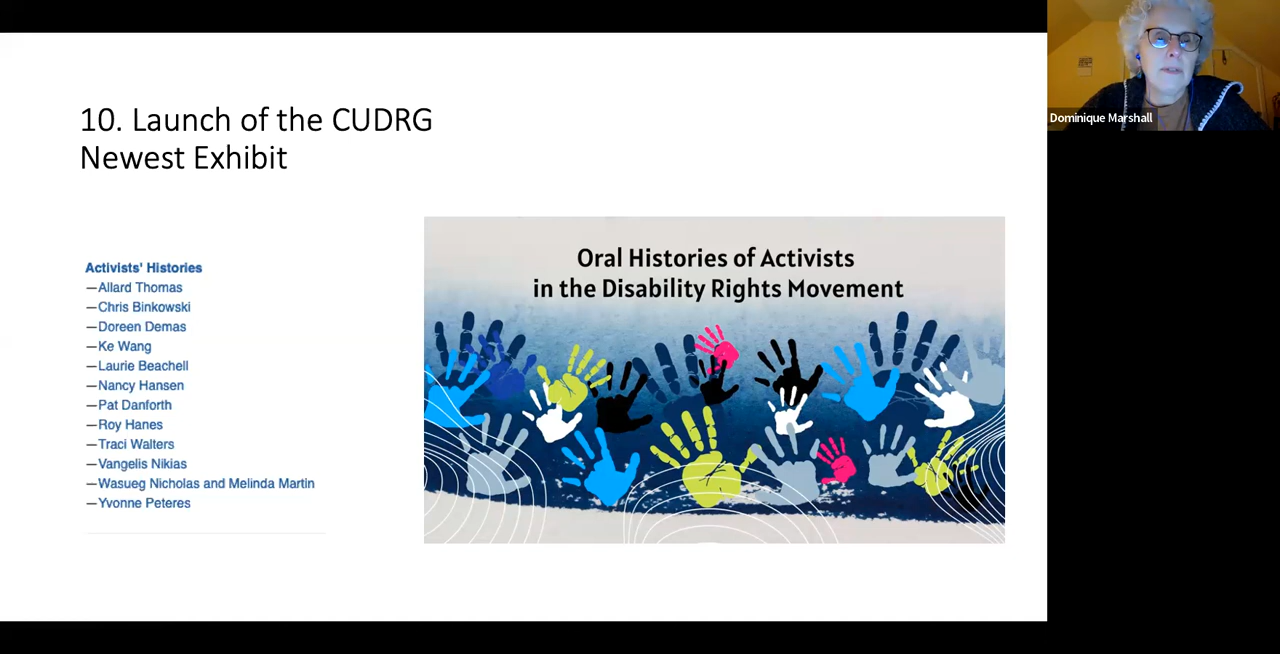 10. Launch of the CUDRG
Newest Exhibit
Activists' Histories
—Allard Thomas
—Chris Binkowski
—Doreen Demas
—Ke Wang
—Laurie Beachell
—Nancy Hansen
—Pat Danforth
—Roy Hanes
—Traci Walters
—Vangelis Nikias
—Wasueg Nicholas and Melinda Martin
—Yvonne Peteres
Oral Histories of Activists
in the Disability Rights Movement
Dominique Marshall